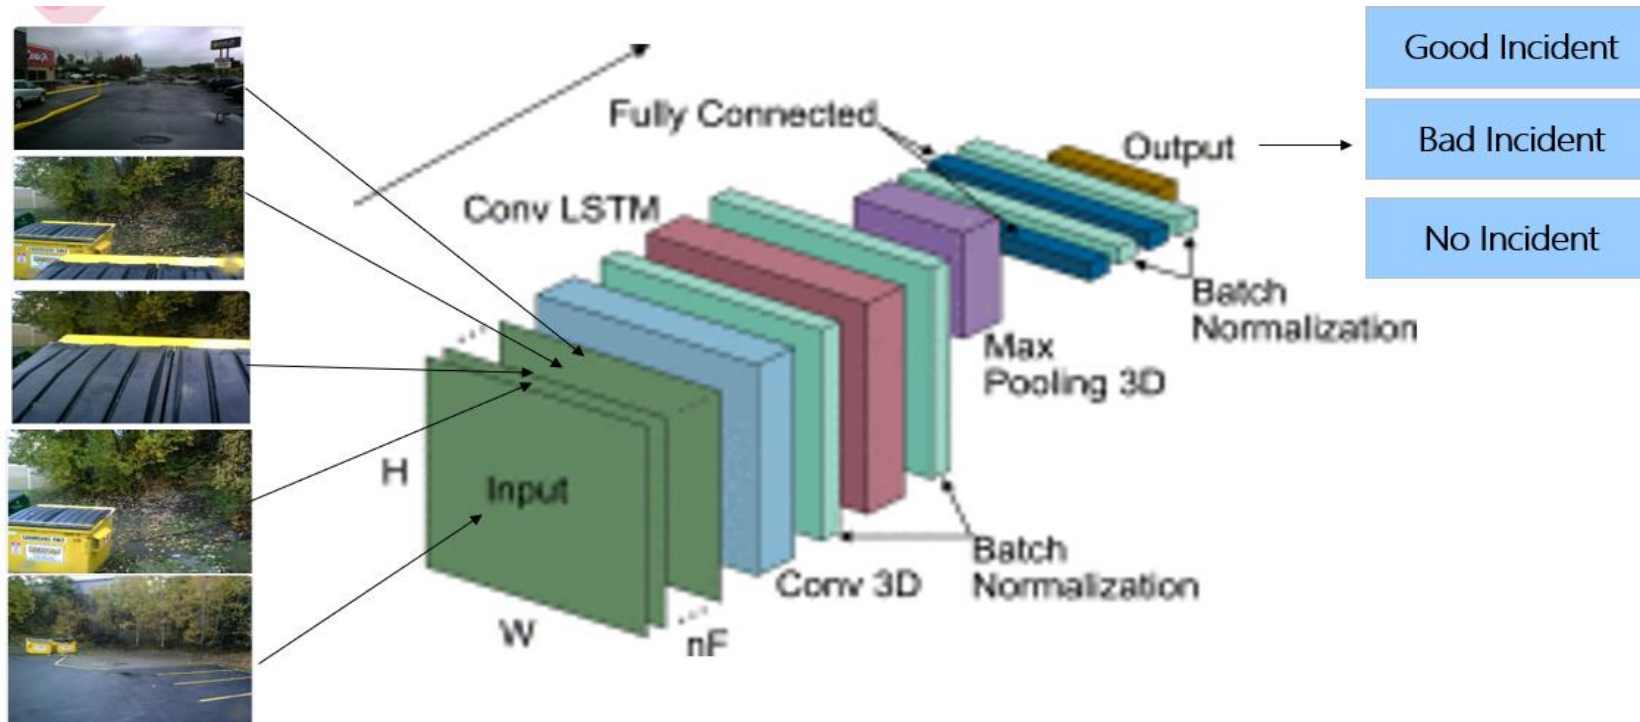 Good Incident
Bad Incident
No Incident
Fully Connected
Output
Conv LSTM
Batch
Normalization
Max
Pooling 3D
H
Input
Batch
Normalization
Conv 3D
W
nF